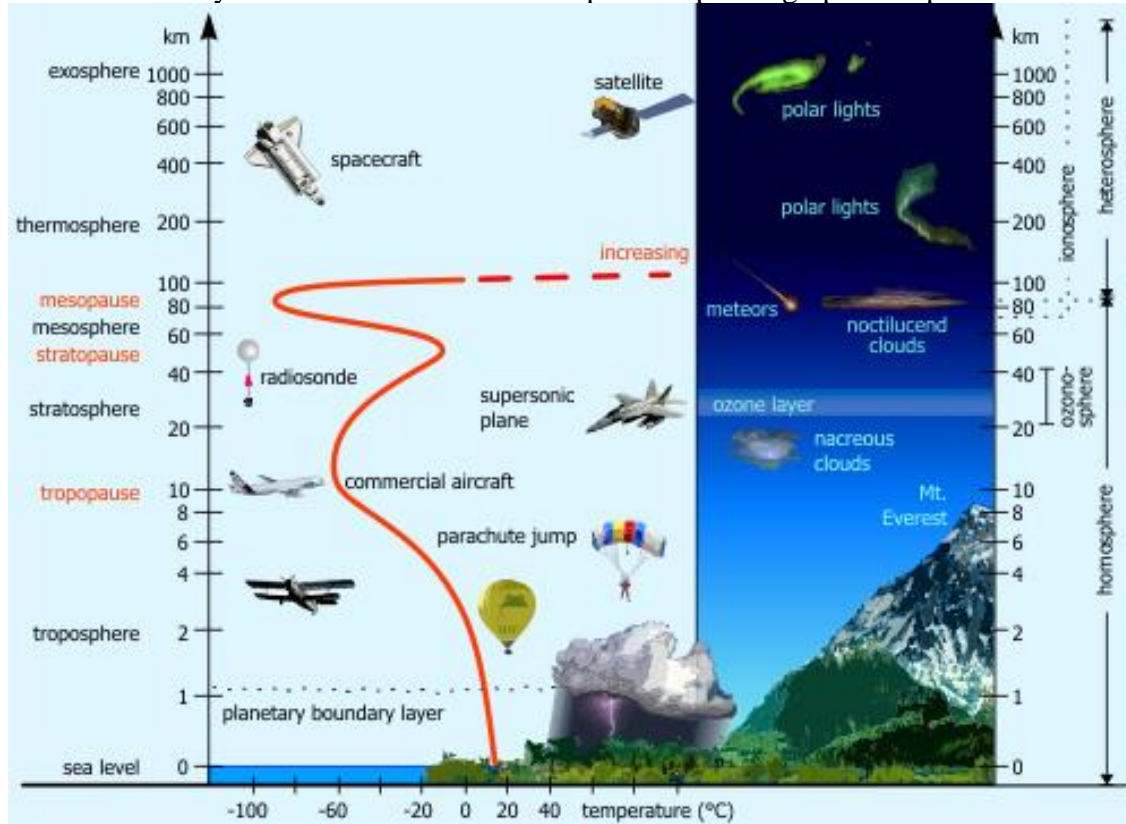 km
exosphere
1000
800
600
400
thermosphere
200
100
mesopause
80
mesosphere
60
stratopause
40
stratosphere
20
tropopause
10
8
6
4
troposphere
2
1
sea level
0
spacecraft
satellite
increasing
radiosonde
supersonic
plane
commercial aircraft
parachute jump
planetary boundary layer
-100
-60
-20
0
20
40
temperature (°C)
polar lights
polar lights
meteors
noctilucend
clouds
ozone layer
nacreous
clouds
Mt.
Everest
km
1000
800
600
400
200
100
80
60
40
20
10
8
6
4
2
1
0
ionosphere
ozono-
sphere
heterosphere
homosphere